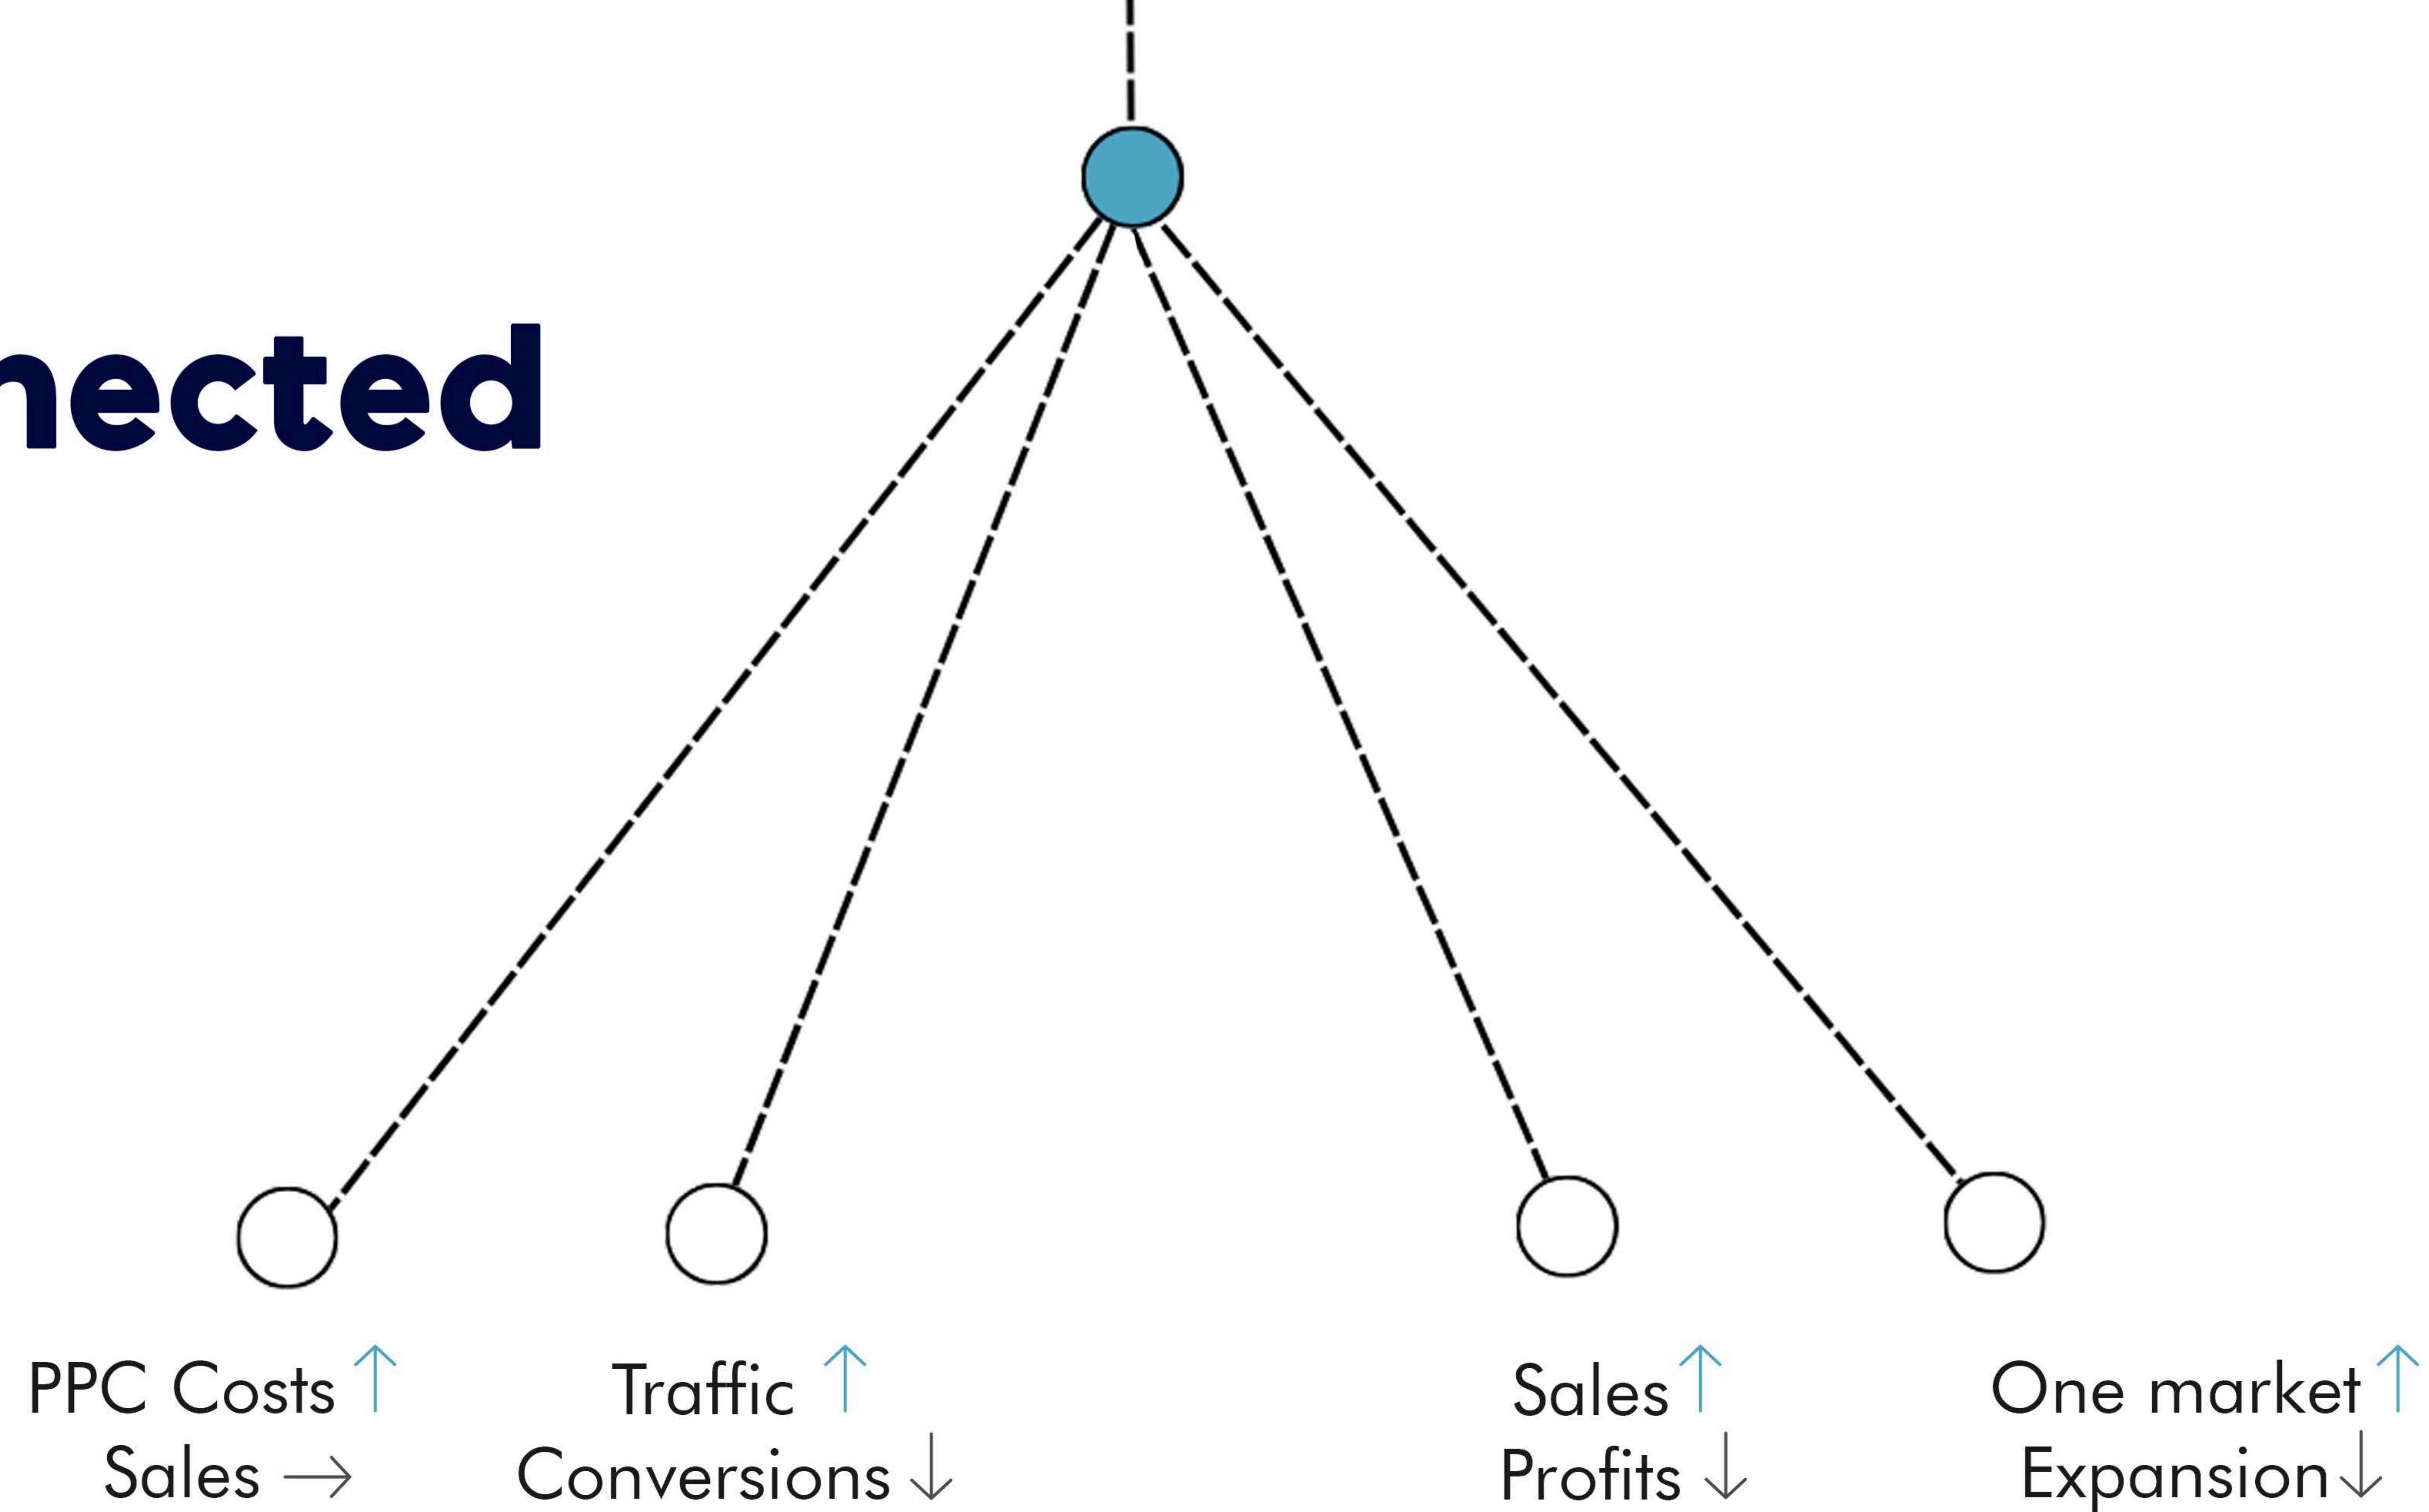 nected
PPC Costs ↑
Sales →
Traffic ↑
Conversions ↓
Sales ↑
Profits ↓
One market ↑
Expansion ↓